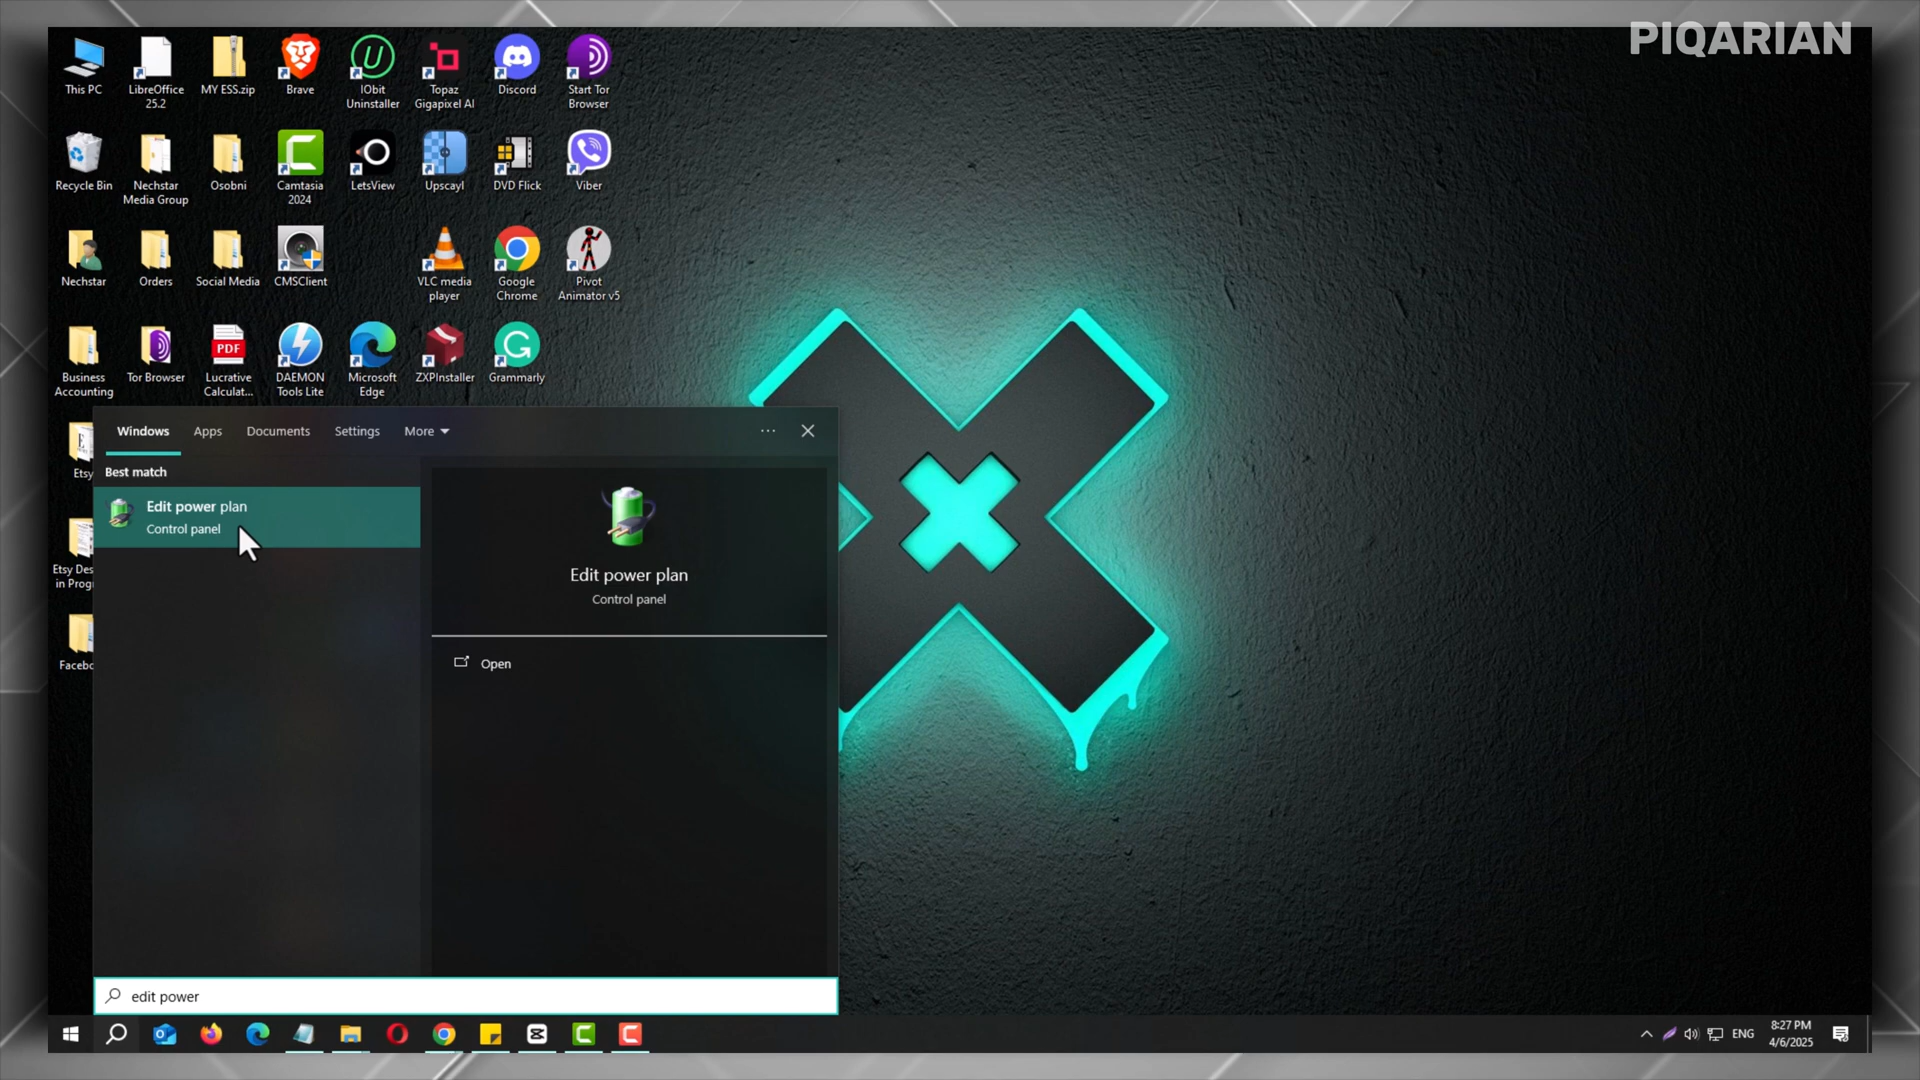 PIQARIAN
This PC
LibreOffice
25.2
MY ESS.zip
Brave
IObit
Uninstaller
Topaz
Gigapixel AI
Discord
Start Tor
Browser
Recycle Bin
Nechstar
Media Group
Osobni
Camtasia
2024
LetsView
Upscayl
DVD Flick
Viber
Nechstar
Orders
Social Media
CMSClient
VLC media
player
Google
Chrome
Pivot
Animator v5
Business
Accounting
Tor Browser
PDF
Lucrative
Calculat...
DAEMON
Tools Lite
Microsoft
Edge
ZXPInstaller
Grammarly
Etsy
Etsy Des
in Prog
Facebo
Windows
Apps
Documents
Settings
More
Best match
Edit power plan
Control panel
Edit power plan
Control panel
Open
edit power
ENG
8:27 PM
4/6/2025